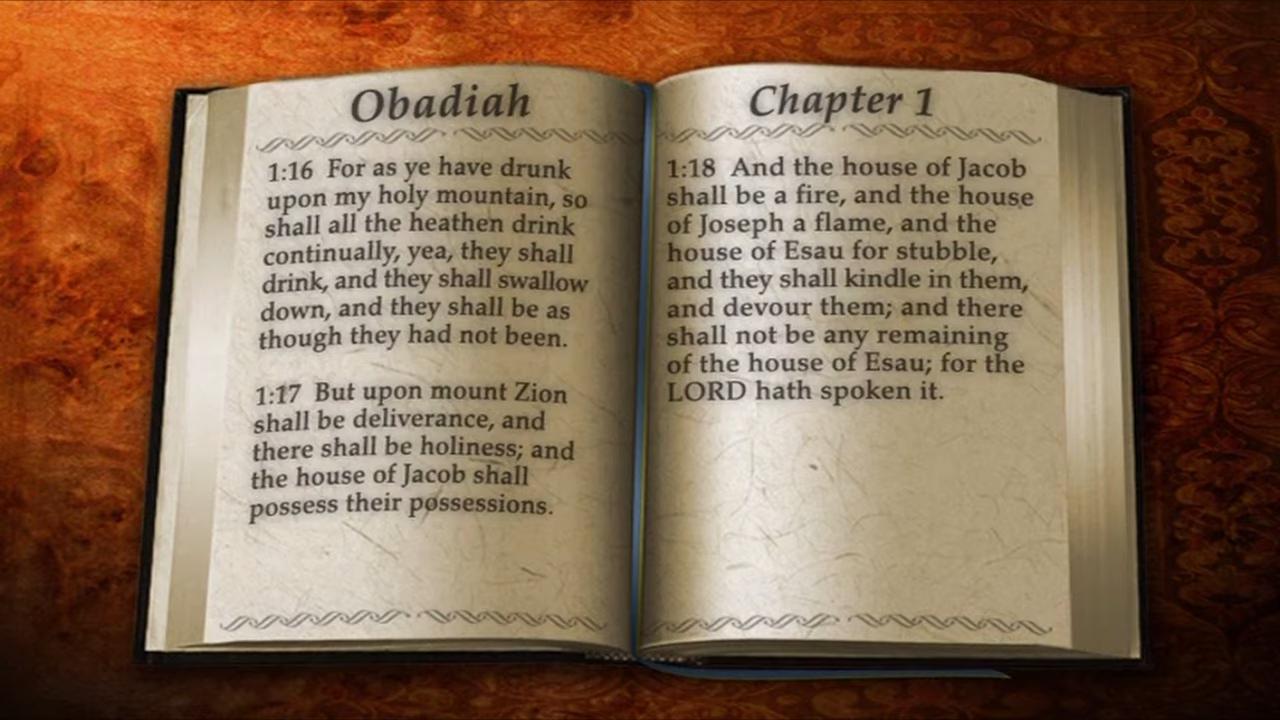 Obadiah
1:16 For as ye have drunk
upon my holy mountain, so
shall all the heathen drink
continually, yea, they shall
drink, and they shall swallow
down, and they shall be as
though they had not been.
1:17 But upon mount Zion
shall be deliverance, and
there shall be holiness; and
the house of Jacob shall
possess their possessions.
Chapter 1
1:18 And the house of Jacob
shall be a fire, and the house
of Joseph a flame, and the
house of Esau for stubble,
and they shall kindle in them,
and devour them; and there
shall not be any remaining
of the house of Esau; for the
LORD hath spoken it.